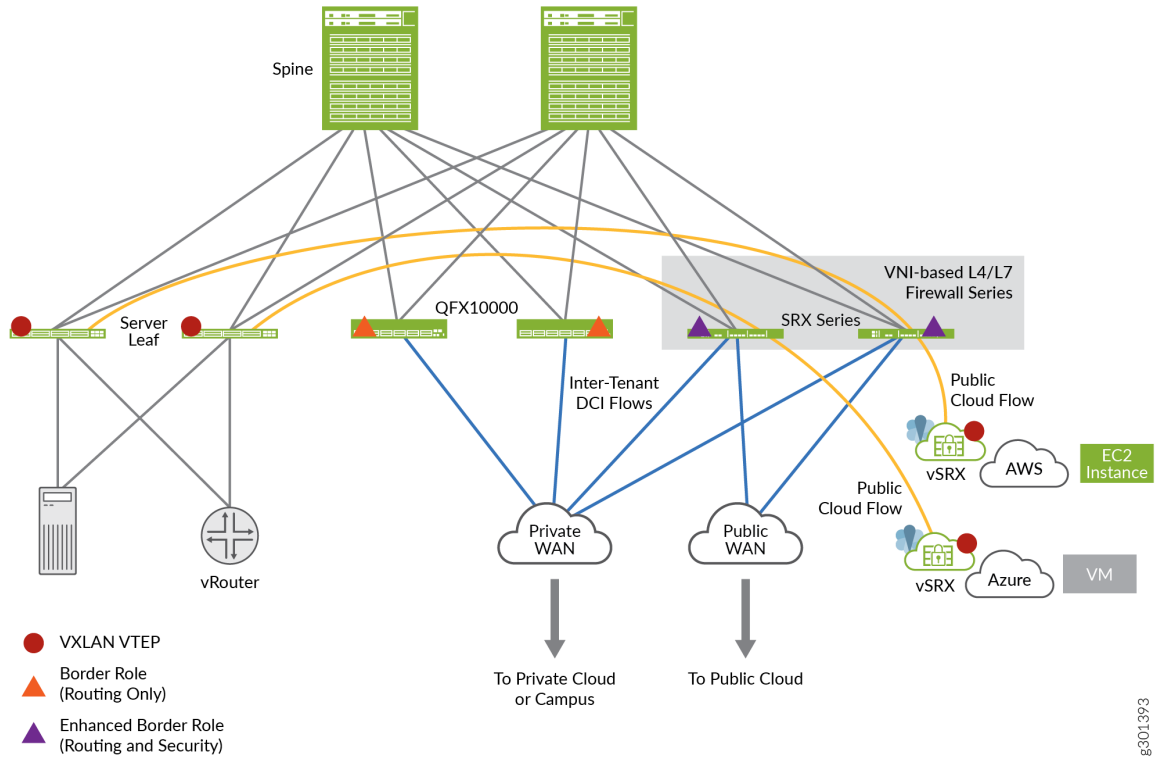 Spine
VNI-based L4/L7
Firewall Series
QFX10000
SRX Series
Server
Leaf
Inter-Tenant
DCI Flows
Public
Cloud Flow
vSRX
AWS
EC2
Instance
Public
Cloud Flow
Private
WAN
Public
WAN
vSRX
Azure
VM
vRouter
To Private Cloud
or Campus
To Public Cloud
VXLAN VTEP
Border Role
(Routing Only)
Enhanced Border Role
(Routing and Security)
g301393